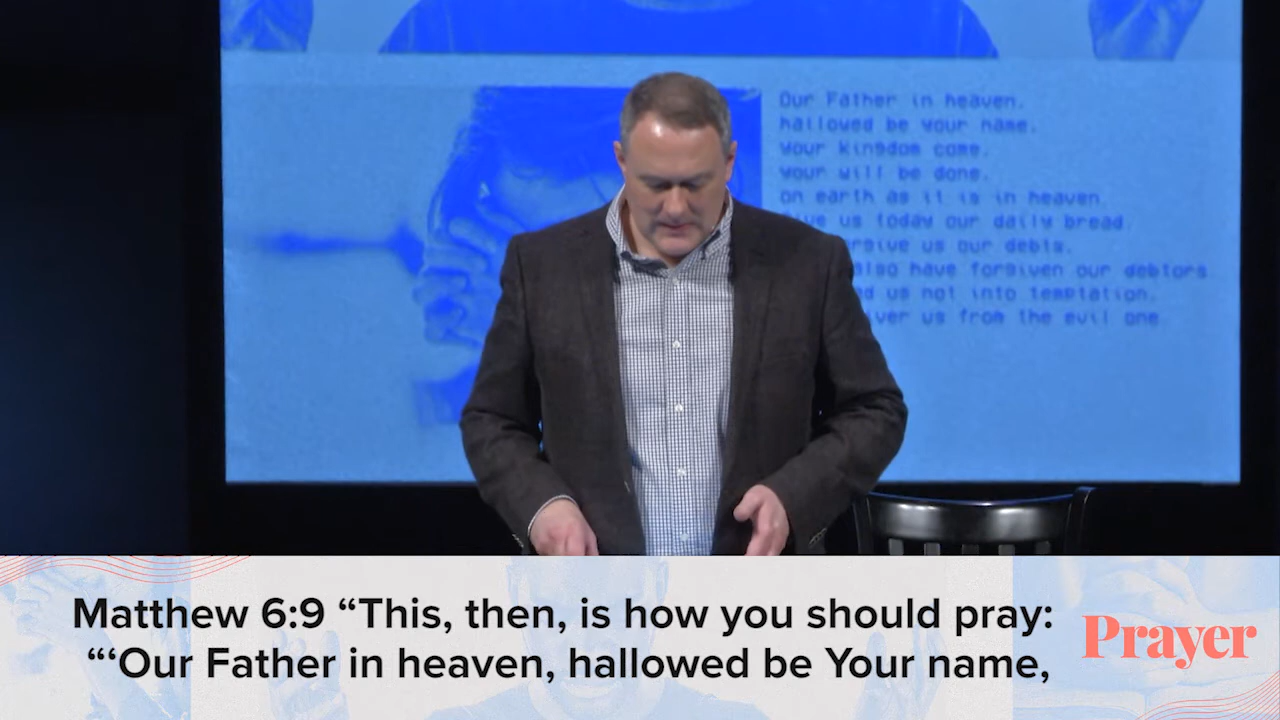 Our Father in heaven,
hallowed be your name,
your kingdom come,
your will be done,
on earth as it is in heaven.
us today our daily bread.
us our debts,
also have forgiven our debtors
us not into temptation,
us from the evil one
Matthew 6:9 “This, then, is how you should pray:
“‘Our Father in heaven, hallowed be Your name,
Prayer